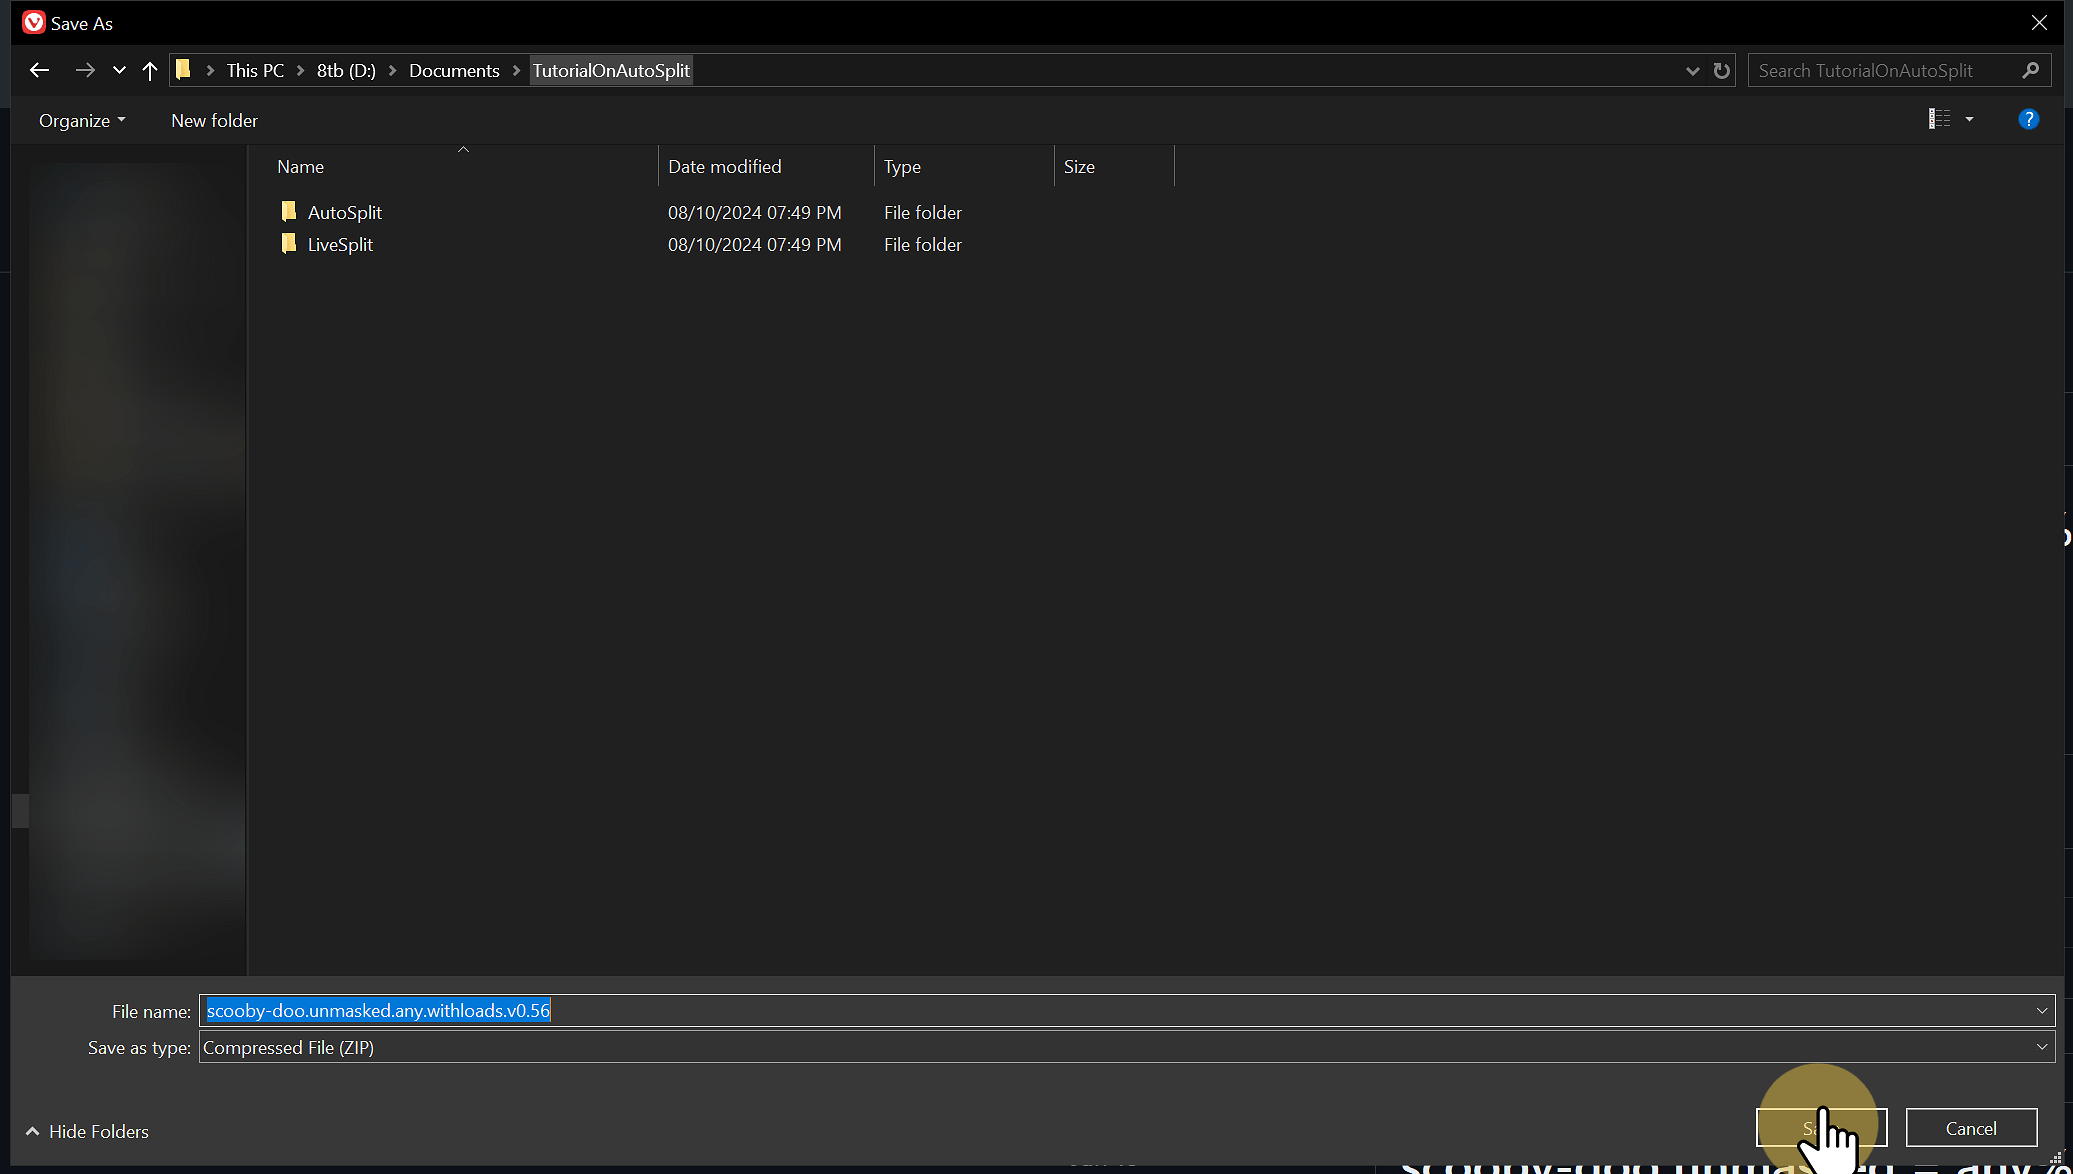 Save As
This PC > 8tb (D:) > Documents > TutorialOnAutoSplit
Search TutorialOnAutoSplit
Organize
New folder
?
Name
Date modified
Type
Size
AutoSplit 08/10/2024 07:49 PM File folder
LiveSplit 08/10/2024 07:49 PM File folder
File name: scooby-doo.unmasked.any.withloads.v0.56
Save as type: Compressed File (ZIP)
Hide Folders
Cancel